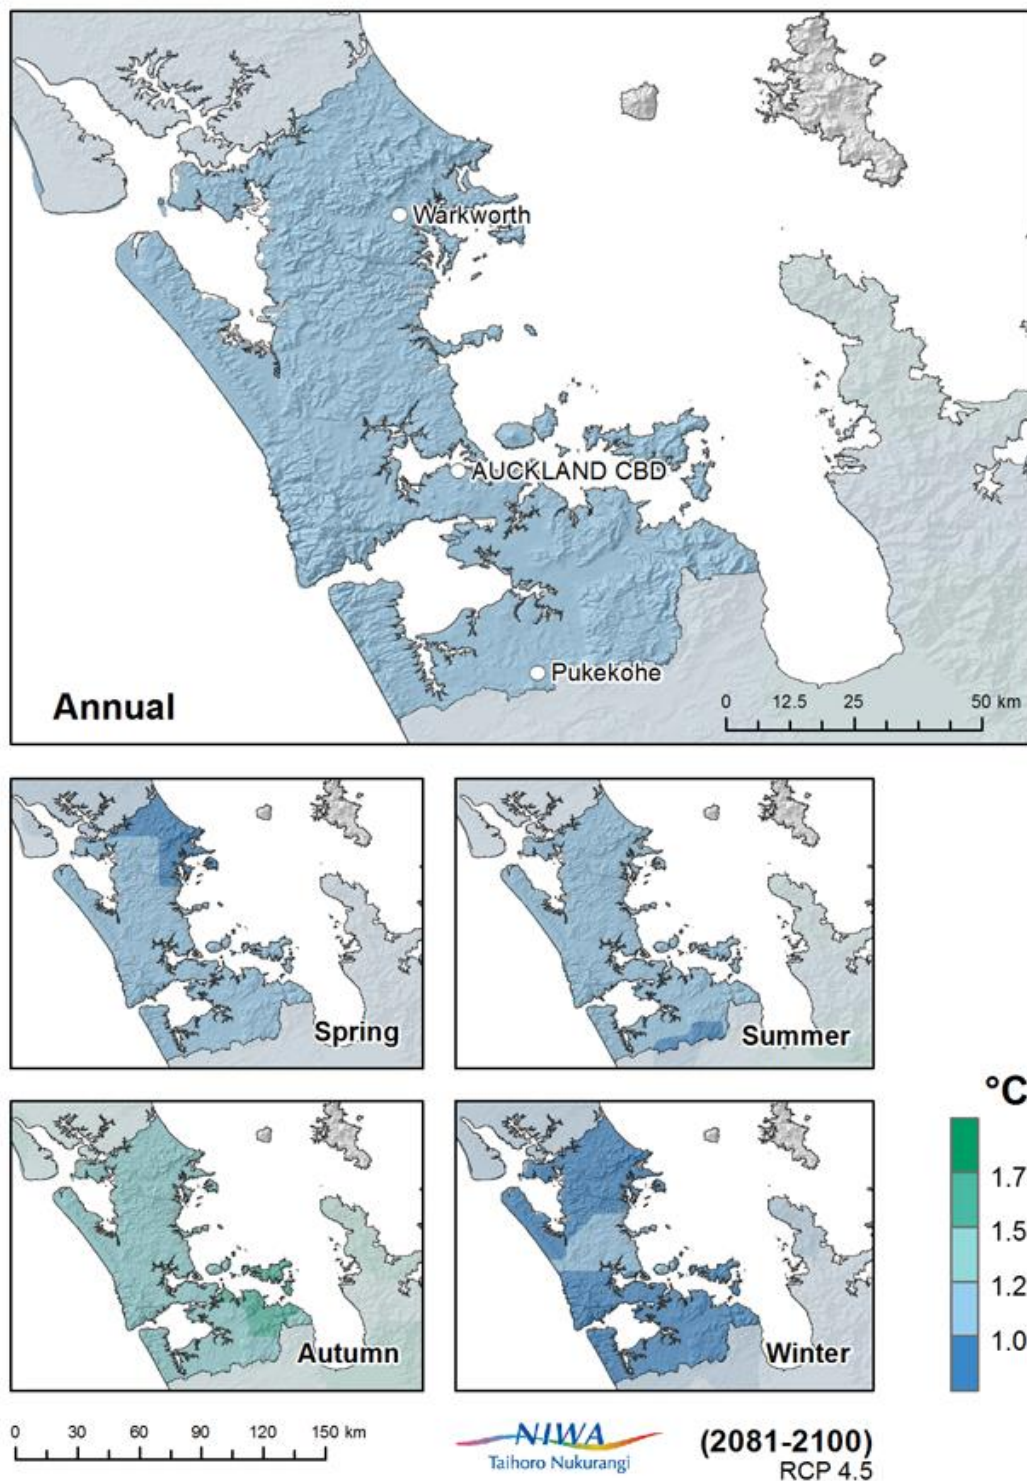 Warkworth
AUCKLAND CBD
Pukekohe
Annual
0 12.5 25 50 km
Spring
Summer
Autumn
Winter
°C
1.7
1.5
1.2
1.0
0 30 60 90 120 150 km
NIWA
Taihoro Nukurangi
(2081-2100)
RCP 4.5